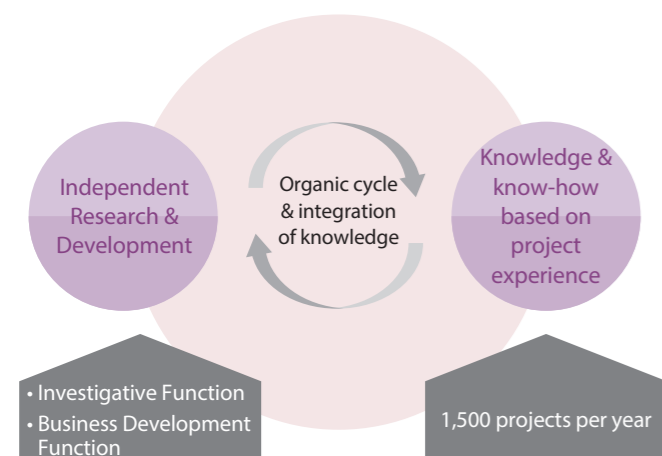 Independent
Research &
Development
Organic cycle
& integration
of knowledge
Knowledge &
know-how
based on
project
experience
• Investigative Function
• Business Development
Function
1,500 projects per year